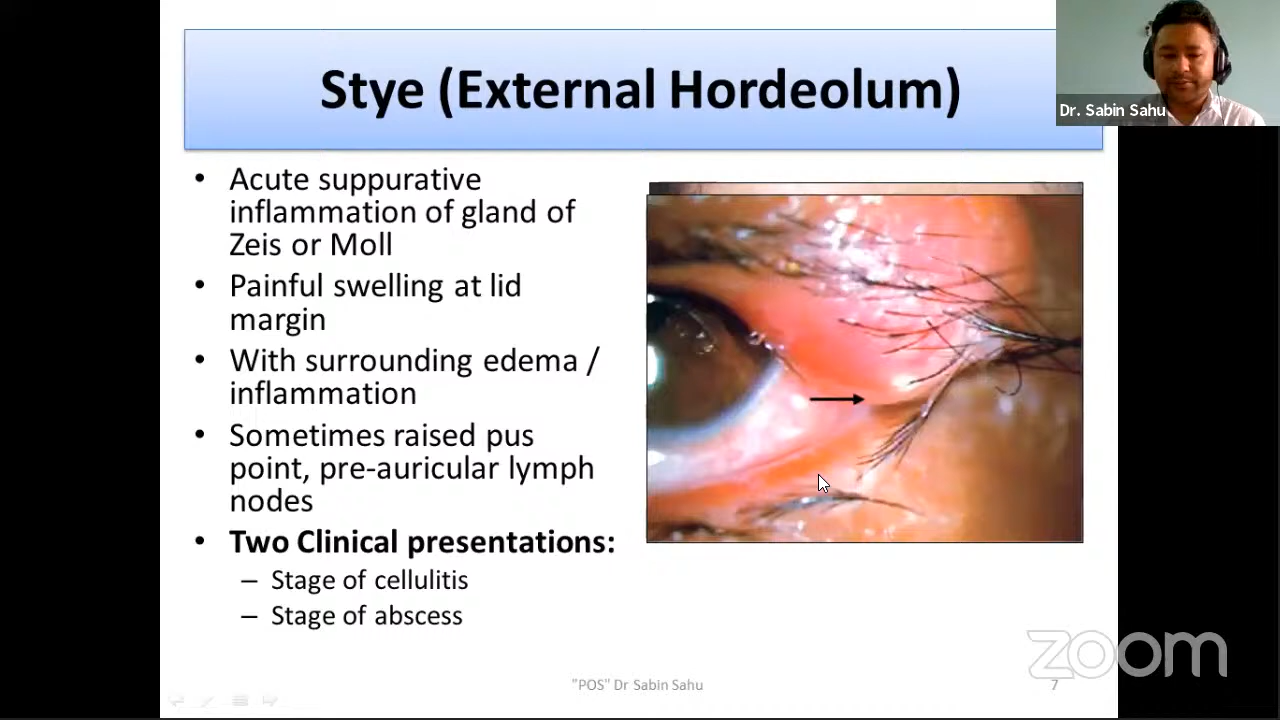 Stye (External Hordeolum)
Dr. Sabin Sahu
• Acute suppurative
inflammation of gland of
Zeis or Moll
• Painful swelling at lid
margin
• With surrounding edema /
inflammation
• Sometimes raised pus
point, pre-auricular lymph
nodes
• Two Clinical presentations:
– Stage of cellulitis
– Stage of abscess
zoom
"POS" Dr Sabin Sahu
7